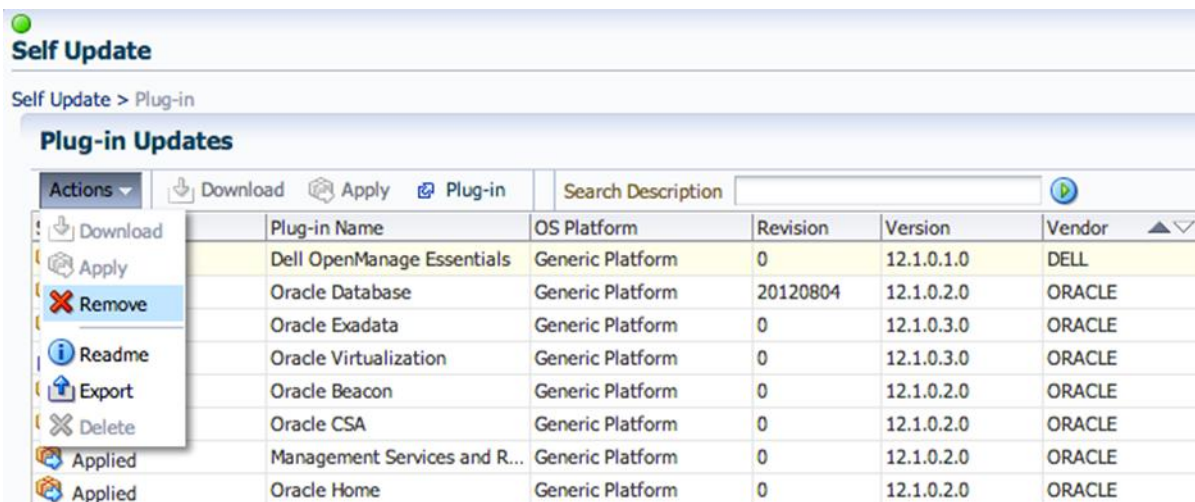 Self Update
Self Update > Plug-in
Plug-in Updates
Actions Download Apply Plug-in Search Description
Plug-in Name OS Platform Revision Version Vendor
Download
Apply
Remove
Readme
Export
Delete
Dell OpenManage Essentials Generic Platform 0 12.1.0.1.0 DELL
Oracle Database Generic Platform 20120804 12.1.0.2.0 ORACLE
Oracle Exadata Generic Platform 0 12.1.0.3.0 ORACLE
Oracle Virtualization Generic Platform 0 12.1.0.3.0 ORACLE
Oracle Beacon Generic Platform 0 12.1.0.2.0 ORACLE
Oracle CSA Generic Platform 0 12.1.0.2.0 ORACLE
Applied Management Services and R... Generic Platform 0 12.1.0.2.0 ORACLE
Applied Oracle Home Generic Platform 0 12.1.0.2.0 ORACLE